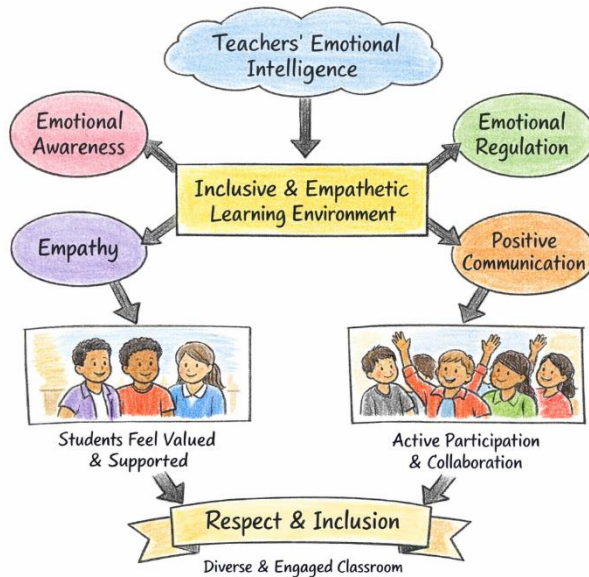 Teachers' Emotional
Intelligence
Emotional
Awareness
Emotional
Regulation
Inclusive & Empathetic
Learning Environment
Empathy
Positive
Communication
Students Feel Valued
& Supported
Active Participation
& Collaboration
Respect & Inclusion
Diverse & Engaged Classroom